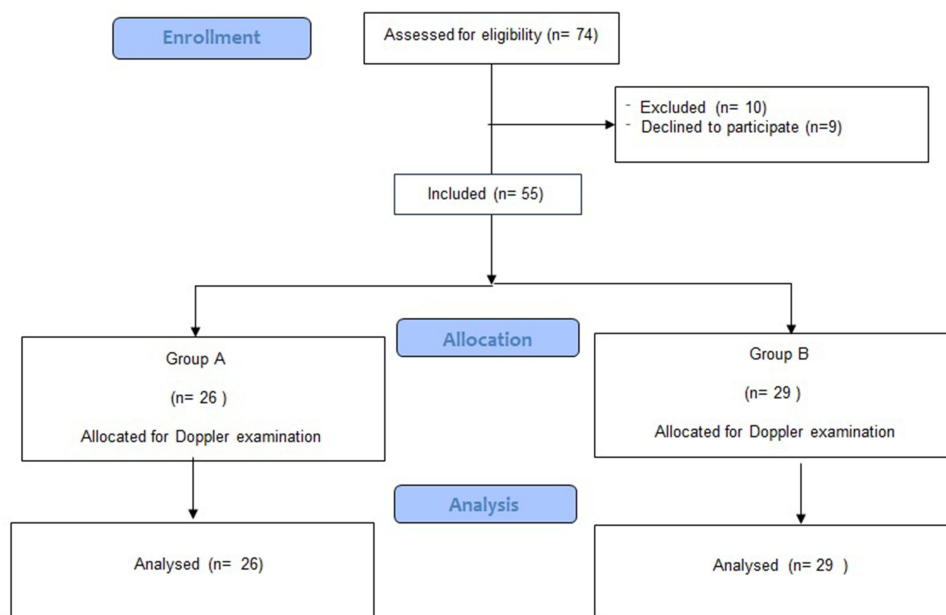 Enrollment
Assessed for eligibility (n= 74)
- Excluded (n= 10)
- Declined to participate (n=9)
Included (n= 55)
Allocation
Group A
(n= 26 )
Allocated for Doppler examination
Group B
(n= 29 )
Allocated for Doppler examination
Analysis
Analysed (n= 26)
Analysed (n= 29 )